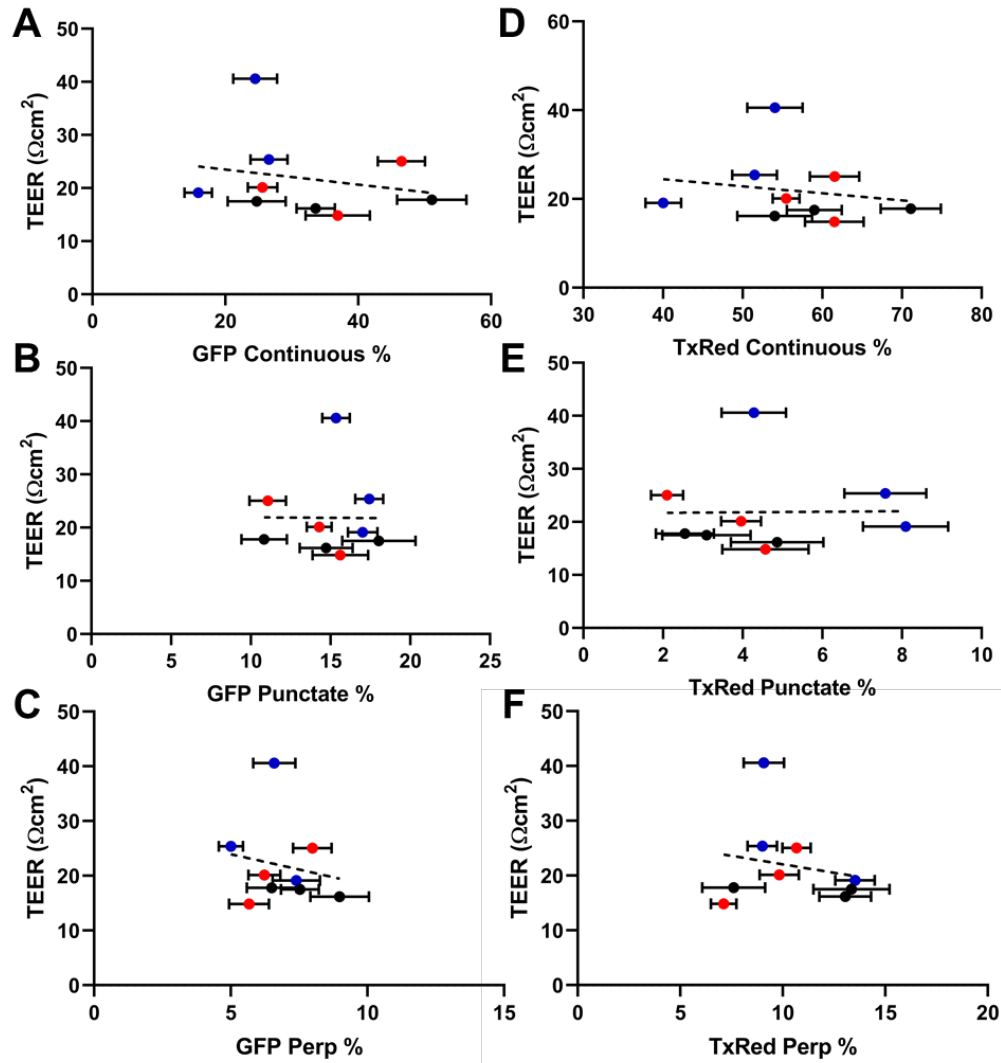 A
50
40
30
20
10
0
TEER (Ωcm²)
0 20 40 60
GFP Continuous %
D
60
40
20
0
TEER (Ωcm²)
30 40 50 60 70 80
TxRed Continuous %
B
50
40
30
20
10
0
TEER (Ωcm²)
0 5 10 15 20 25
GFP Punctate %
E
50
40
30
20
10
0
TEER (Ωcm²)
0 2 4 6 8 10
TxRed Punctate %
C
50
40
30
20
10
0
TEER (Ωcm²)
0 5 10 15
GFP Perp %
F
50
40
30
20
10
0
TEER (Ωcm²)
0 5 10 15 20
TxRed Perp %